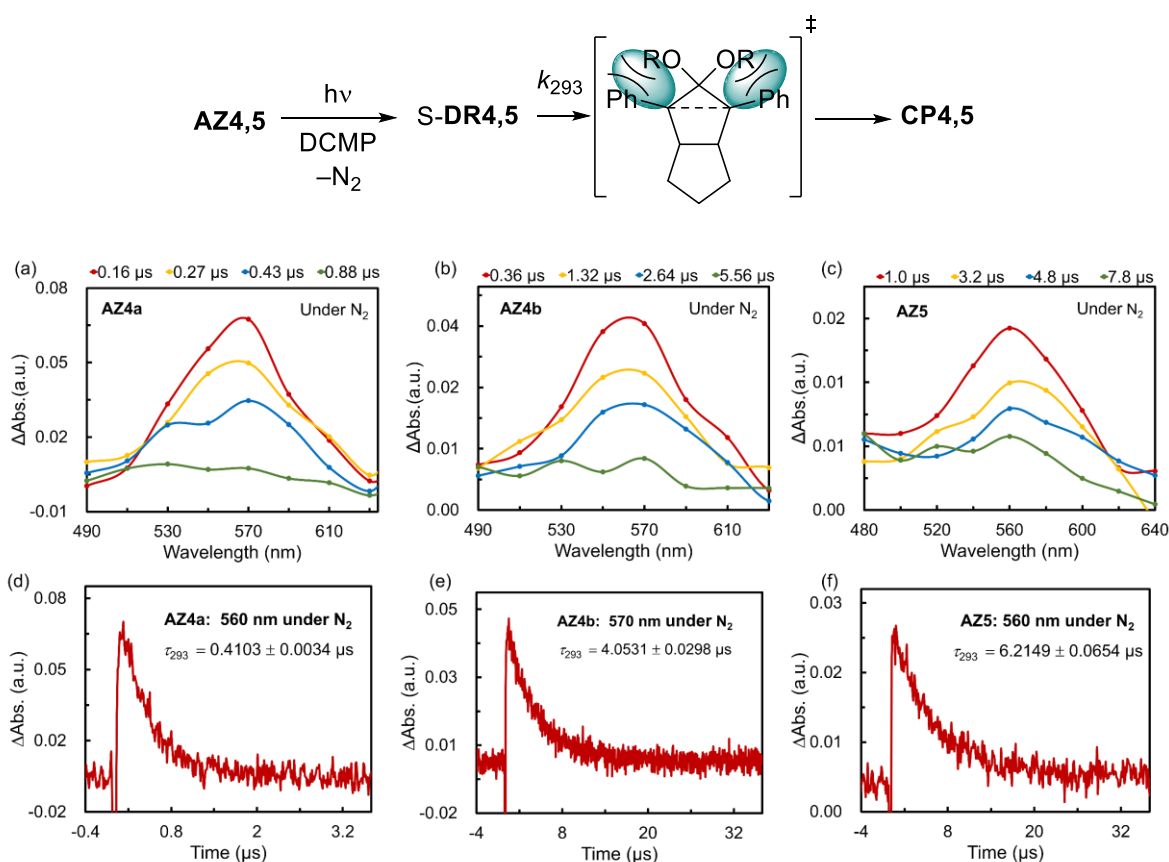 AZ4,5
hν
DCMP
–N2
S-DR4,5
k293
RO OR
Ph Ph
‡
CP4,5
(a)
0.16 µs 0.27 µs 0.43 µs 0.88 µs
AZ4a Under N2
ΔAbs.(a.u.)
0.08
0.05
0.02
-0.01
490 530 570 610
Wavelength (nm)
(b)
0.36 µs 1.32 µs 2.64 µs 5.56 µs
AZ4b Under N2
ΔAbs.(a.u.)
0.04
0.02
0.01
0.00
490 530 570 610
Wavelength (nm)
(c)
1.0 µs 3.2 µs 4.8 µs 7.8 µs
AZ5 Under N2
ΔAbs.(a.u.)
0.02
0.01
0.01
0.00
480 520 560 600 640
Wavelength (nm)
(d)
AZ4a: 560 nm under N2
τ293 = 0.4103 ± 0.0034 µs
ΔAbs. (a.u.)
0.08
0.05
0.02
-0.02
-0.4 0.8 2 3.2
Time (µs)
(e)
AZ4b: 570 nm under N2
τ293 = 4.0531 ± 0.0298 µs
ΔAbs. (a.u.)
0.05
0.03
0.01
-0.02
-4 8 20 32
Time (µs)
(f)
AZ5: 560 nm under N2
τ293 = 6.2149 ± 0.0654 µs
ΔAbs. (a.u.)
0.03
0.02
0.01
0.00
-4 8 20 32
Time (µs)